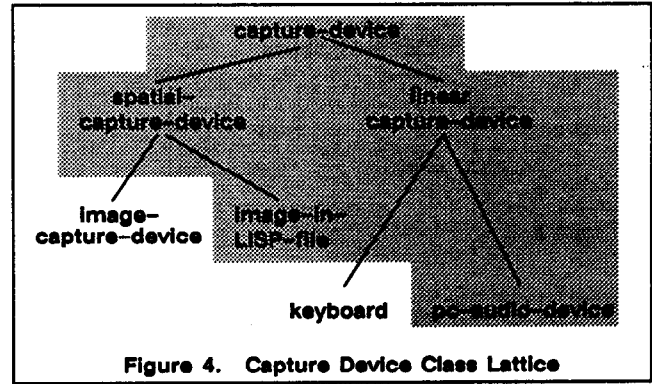 capture-device
spatial-
capture-device
linear
capture-device
image-
capture-device
image-in-
LISP-file
keyboard
pc-audio-device
Figure 4. Capture Device Class Lattice